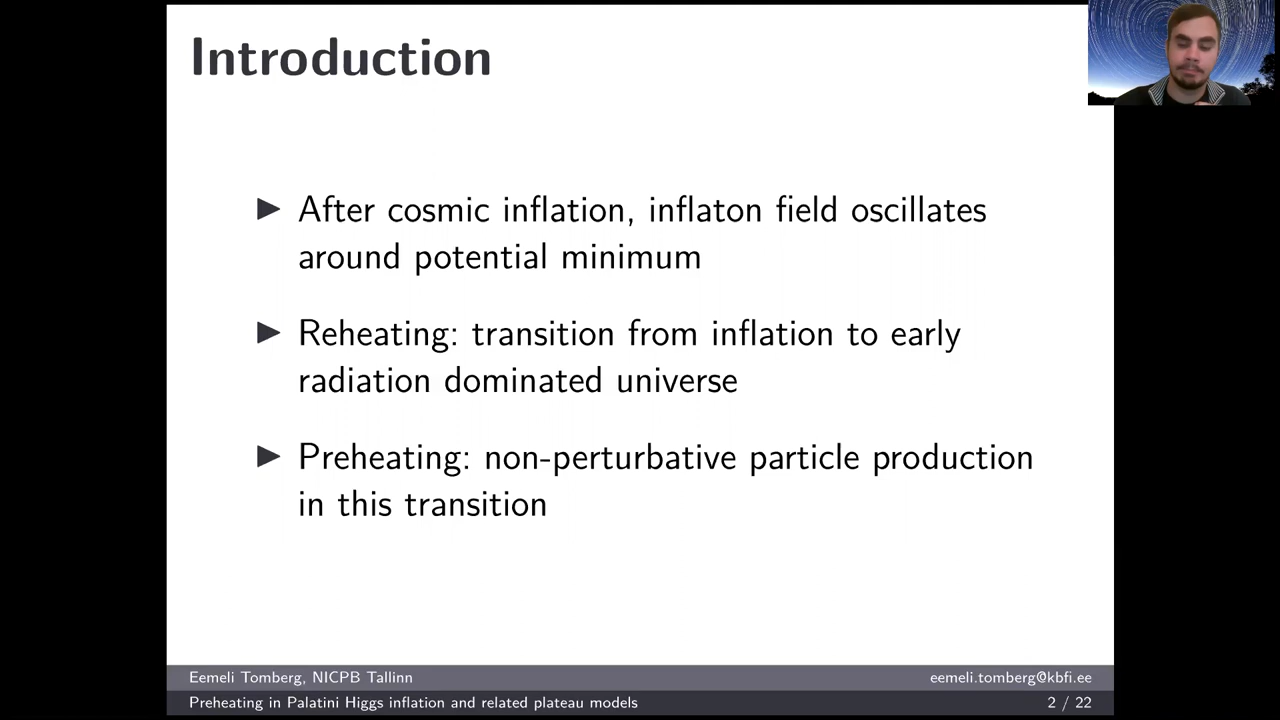 Introduction
▶ After cosmic inflation, inflaton field oscillates
around potential minimum
▶ Reheating: transition from inflation to early
radiation dominated universe
▶ Preheating: non-perturbative particle production
in this transition
Eemeli Tomberg, NICPB Tallinn eemeli.tomberg@kbfi.ee
Preheating in Palatini Higgs inflation and related plateau models 2 / 22